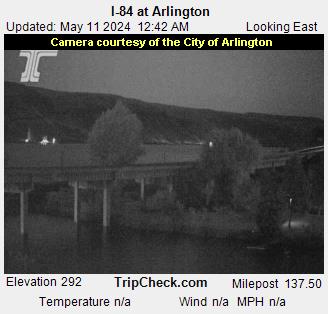 I-84 at Arlington
Updated: May 11 2024 12:42 AM Looking East
Camera courtesy of the City of Arlington
Elevation 292 TripCheck.com Milepost 137.50
Temperature n/a Wind n/a MPH n/a